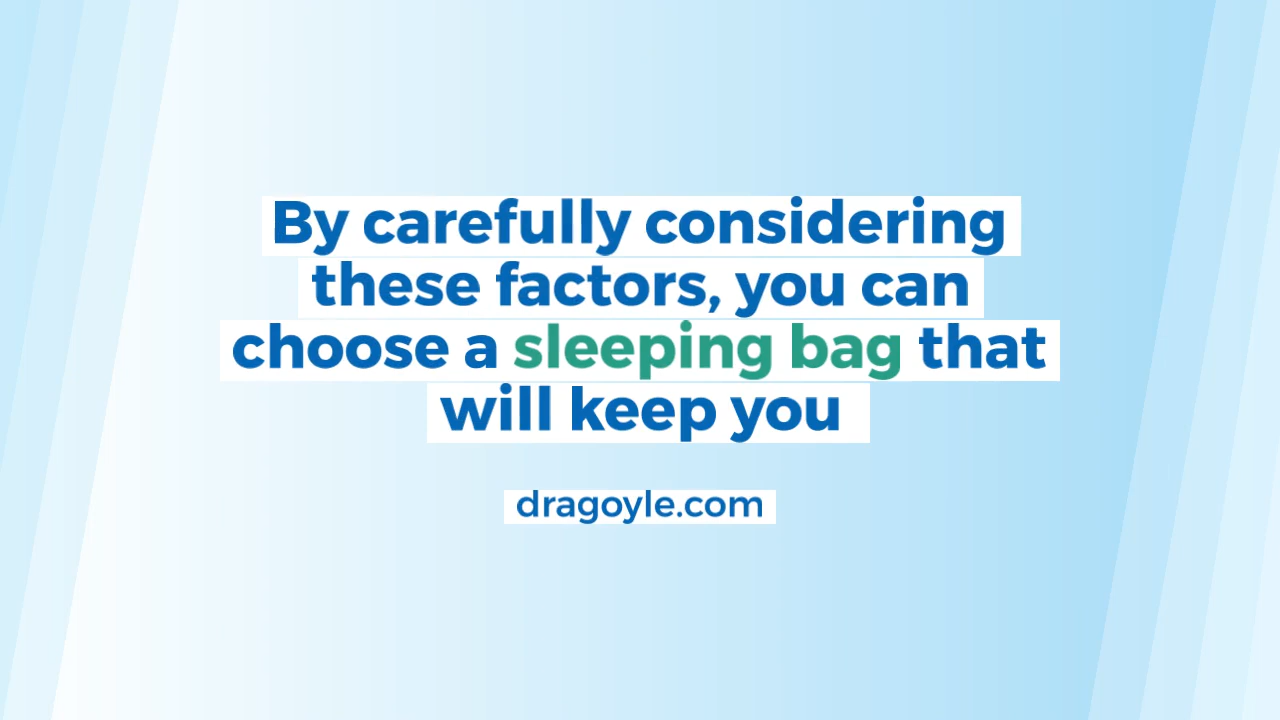 By carefully considering
these factors, you can
choose a sleeping bag that
will keep you
dragoyle.com